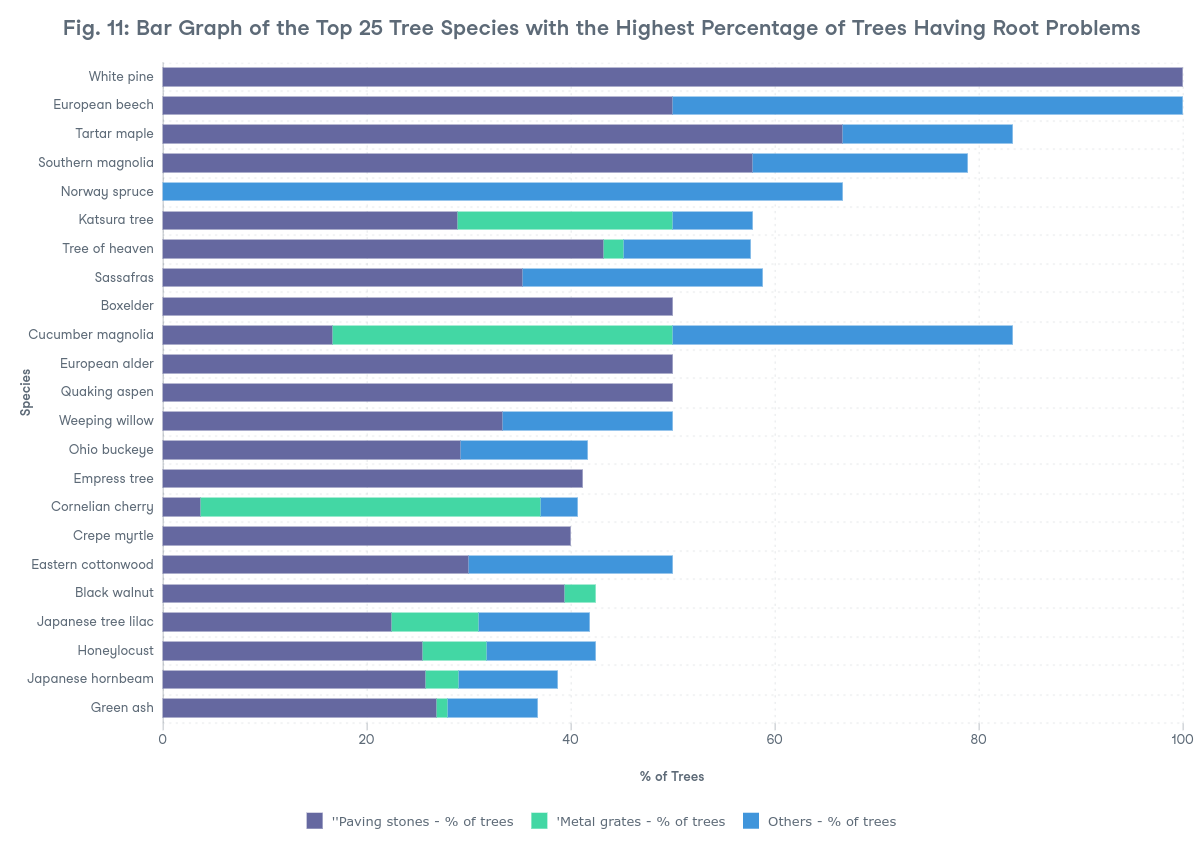 Fig. 11: Bar Graph of the Top 25 Tree Species with the Highest Percentage of Trees Having Root Problems
White pine
European beech
Tartar maple
Southern magnolia
Norway spruce
Katsura tree
Tree of heaven
Sassafras
Boxelder
Cucumber magnolia
European alder
Quaking aspen
Weeping willow
Ohio buckeye
Empress tree
Cornelian cherry
Crepe myrtle
Eastern cottonwood
Black walnut
Japanese tree lilac
Honeylocust
Japanese hornbeam
Green ash
Species
0 20 40 60 80 100
% of Trees
''Paving stones - % of trees 'Metal grates - % of trees Others - % of trees